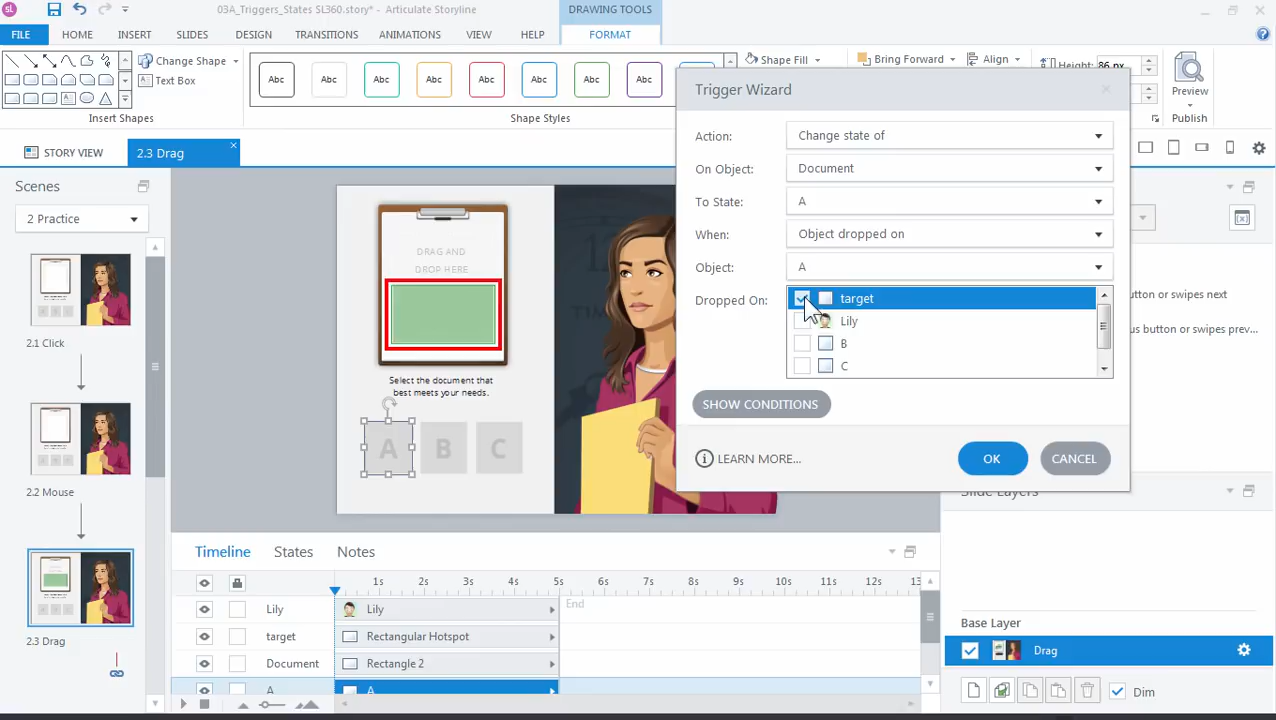 sl
03A_Triggers_States SL360.story* - Articulate Storyline
DRAWING TOOLS
FILE HOME INSERT SLIDES DESIGN TRANSITIONS ANIMATIONS VIEW HELP FORMAT
Change Shape
Text Box
Insert Shapes
Abc Abc Abc Abc Abc Abc Abc Abc
Shape Styles
Shape Fill
Bring Forward
Align
Height: 86 px
Preview
Publish
STORY VIEW
2.3 Drag
Scenes
2 Practice
2.1 Click
2.2 Mouse
2.3 Drag
DRAG AND
DROP HERE
Select the document that
best meets your needs.
A B C
Trigger Wizard
Action: Change state of
On Object: Document
To State: A
When: Object dropped on
Object: A
Dropped On: target
Lily
B
C
SHOW CONDITIONS
LEARN MORE...
OK
CANCEL
button or swipes next
us button or swipes prev...
Slide Layers
Timeline States Notes
1s 2s 3s 4s 5s 6s 7s 8s 9s 10s 11s 12s 13
Lily Lily End
target Rectangular Hotspot
Document Rectangle 2
A A
Base Layer
Drag
Dim